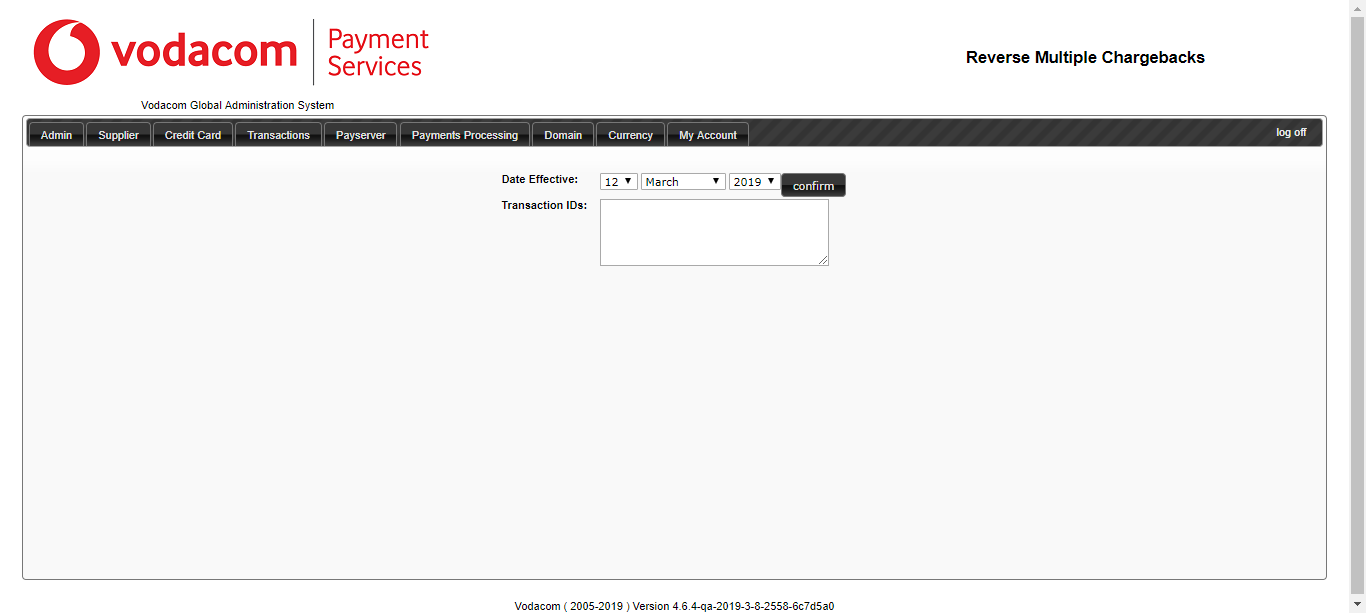 vodacom
Payment
Services
Reverse Multiple Chargebacks
Vodacom Global Administration System
Admin Supplier Credit Card Transactions Payserver Payments Processing Domain Currency My Account log off
Date Effective: 12 March 2019 confirm
Transaction IDs:
Vodacom ( 2005-2019 ) Version 4.6.4-qa-2019-3-8-2558-6c7d5a0